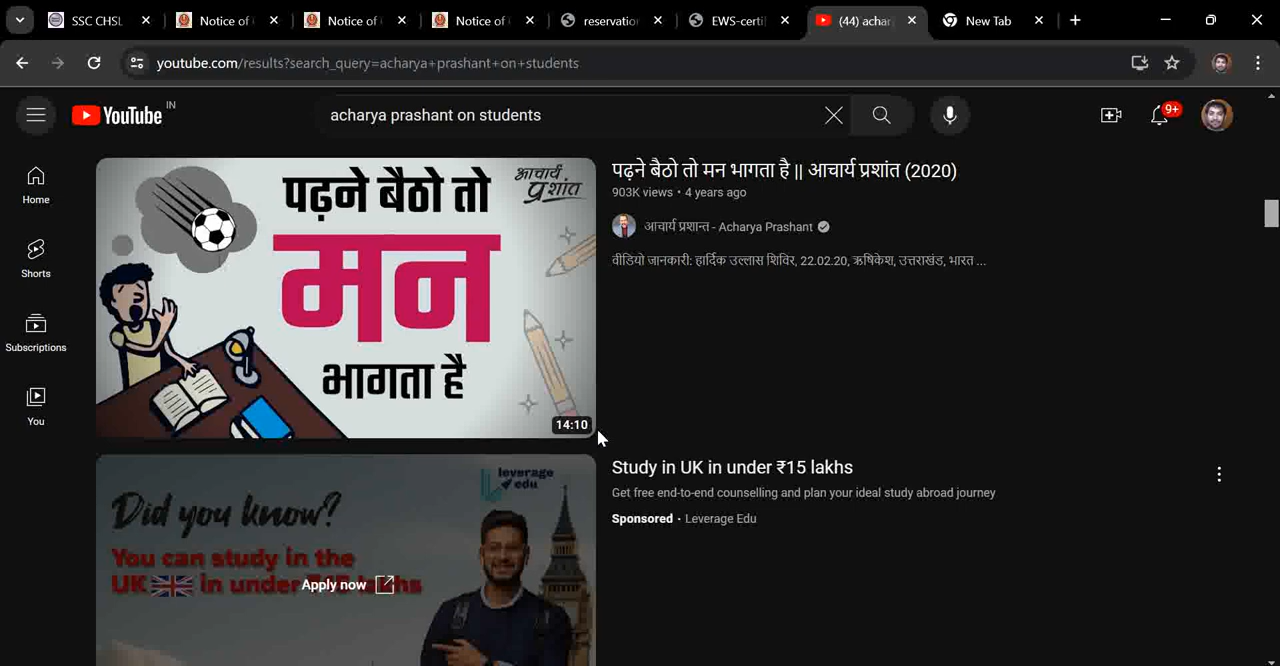 SSC CHSL
Notice of
Notice of
Notice of
reservation
EWS-certi
(44) achar
New Tab
youtube.com/results?search_query=acharya+prashant+on+students
YouTube IN
acharya prashant on students
9+
Home
Shorts
Subscriptions
You
पढ़ने बैठो तो
मन
भागता है
आचार्य
प्रशांत
14:10
पढ़ने बैठो तो मन भागता है || आचार्य प्रशांत (2020)
903K views • 4 years ago
आचार्य प्रशान्त - Acharya Prashant
वीडियो जानकारी: हार्दिक उल्लास शिविर, 22.02.20, ऋषिकेश, उत्तराखंड, भारत ...
leverage
edu
Did you know?
You can study in the
UK in under ₹15 lakhs
Apply now
Study in UK in under ₹15 lakhs
Get free end-to-end counselling and plan your ideal study abroad journey
Sponsored · Leverage Edu